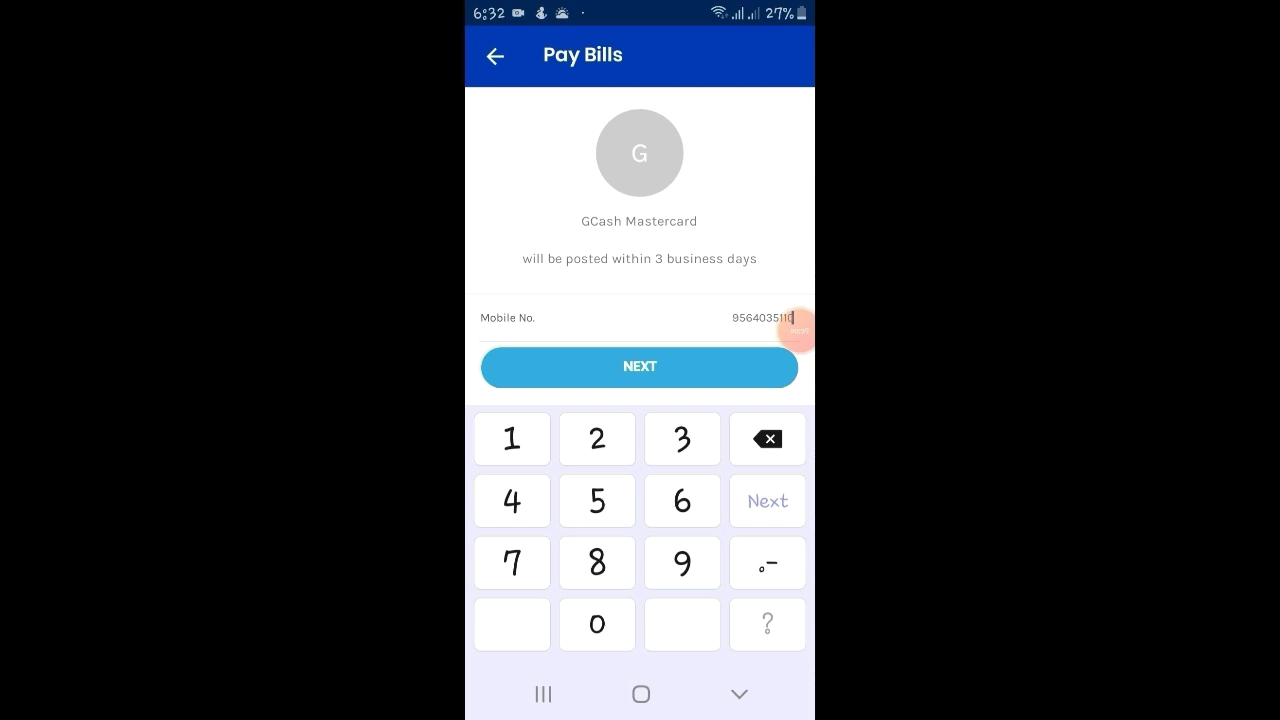 6:32
27%
Pay Bills
G
GCash Mastercard
will be posted within 3 business days
Mobile No.
NEXT
1 2 3
4 5 6 Next
7 8 9 .-
0 ?